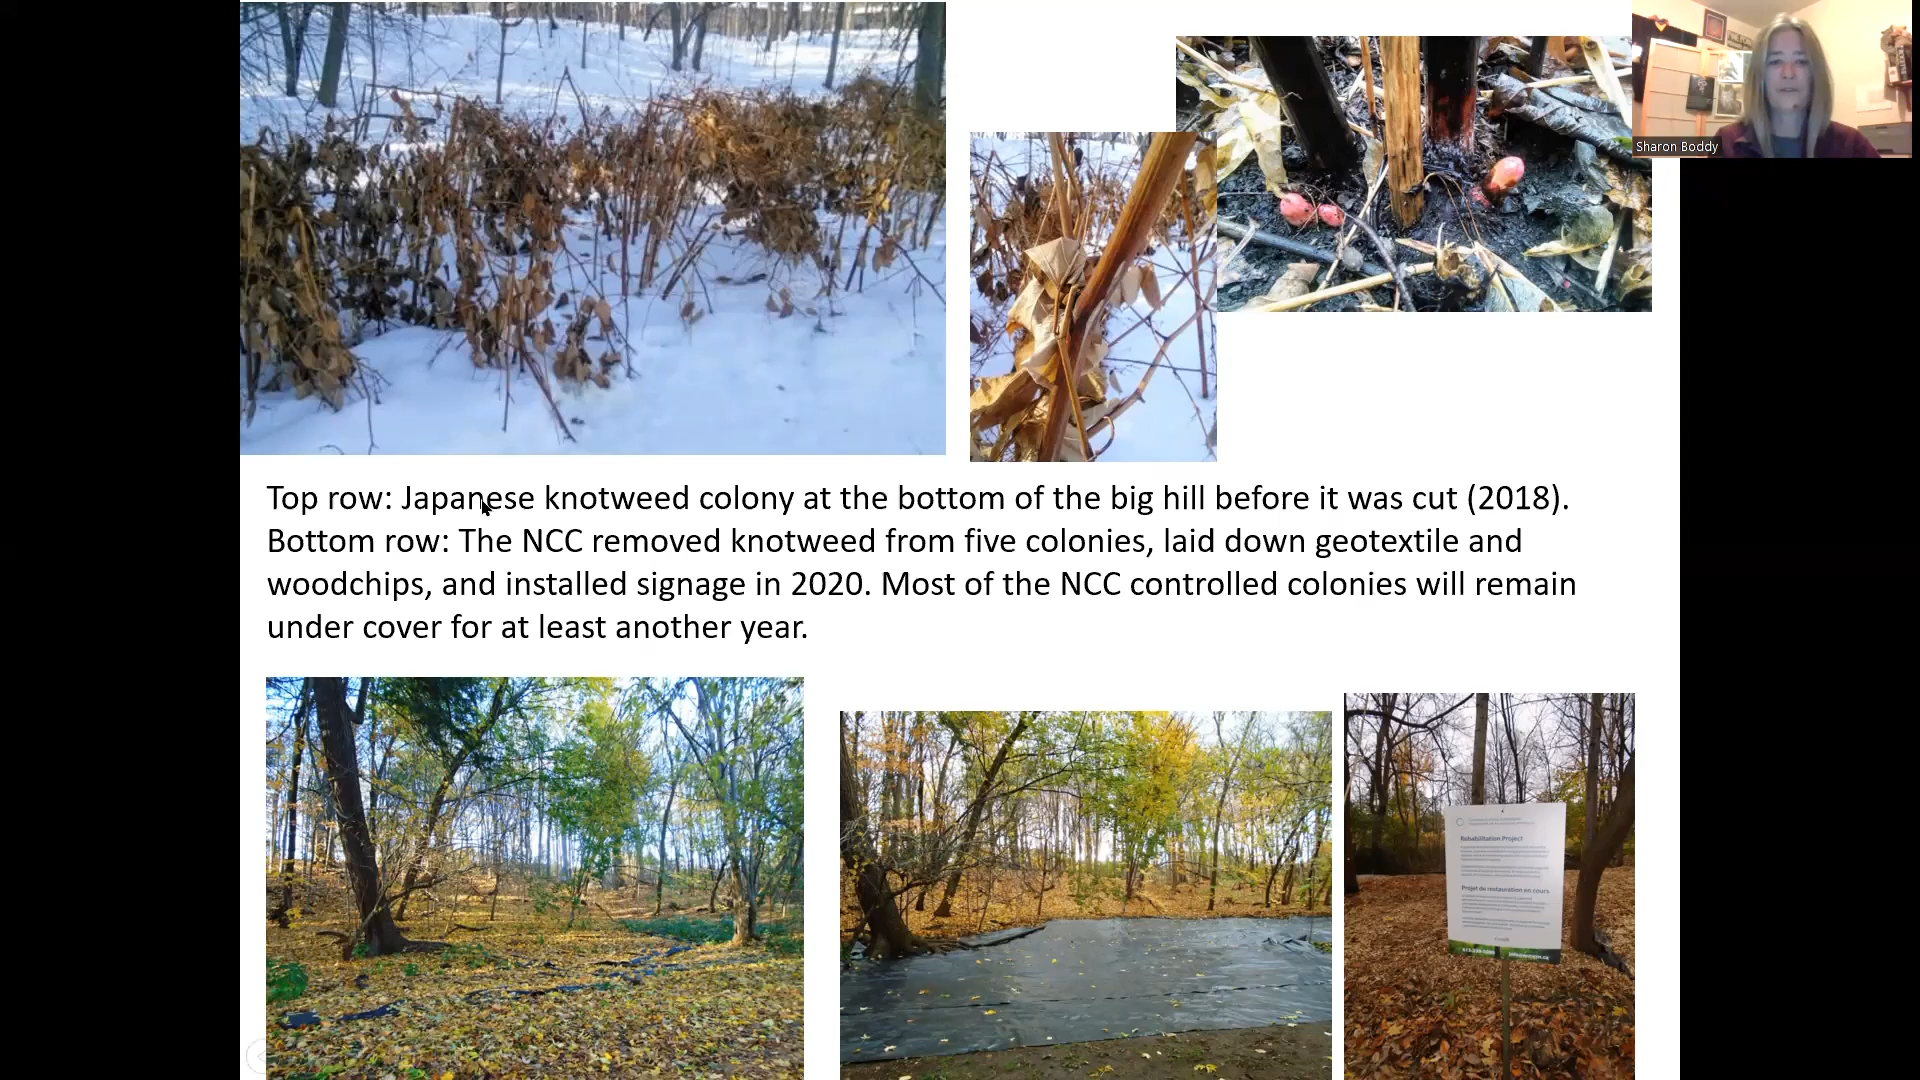 Sharon Boddy
Top row: Japanese knotweed colony at the bottom of the big hill before it was cut (2018).
Bottom row: The NCC removed knotweed from five colonies, laid down geotextile and
woodchips, and installed signage in 2020. Most of the NCC controlled colonies will remain
under cover for at least another year.
Rehabilitation Project
Projet de restauration en cours